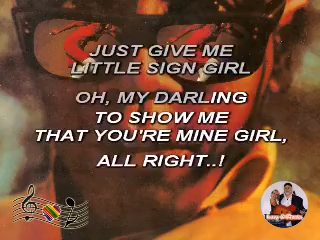 JUST GIVE ME
LITTLE SIGN GIRL
OH, MY DARLING
TO SHOW ME
THAT YOU'RE MINE GIRL,
ALL RIGHT..!